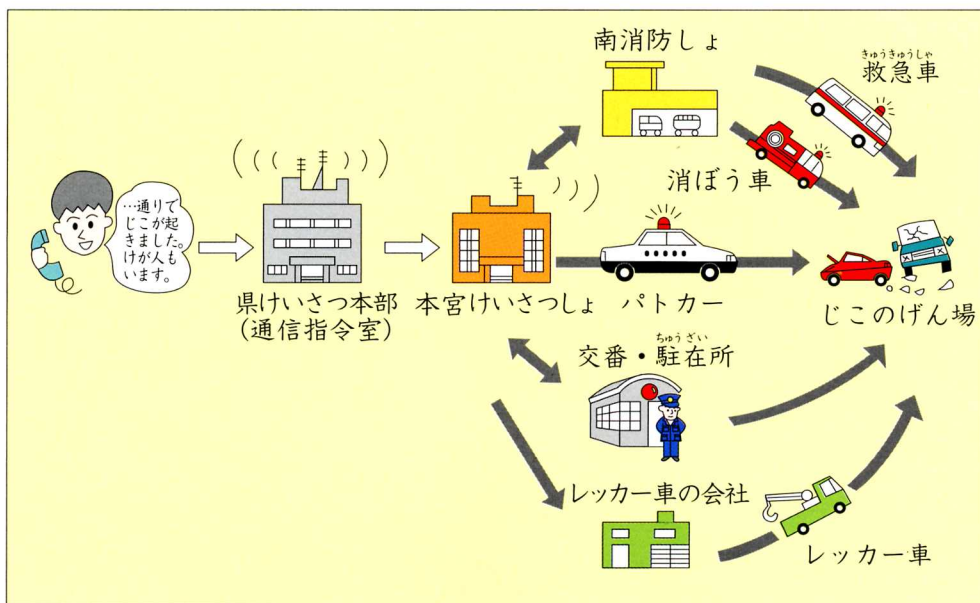 …通りで
じこが起
きました。
けが人も
います。
県けいさつ本部
(通信指令室)
本宮けいさつしょ
南消防しょ
きゅうきゅうしゃ
救急車
消ぼう車
パトカー
じこのげん場
ちゅうざい
交番・駐在所
レッカー車の会社
レッカー車